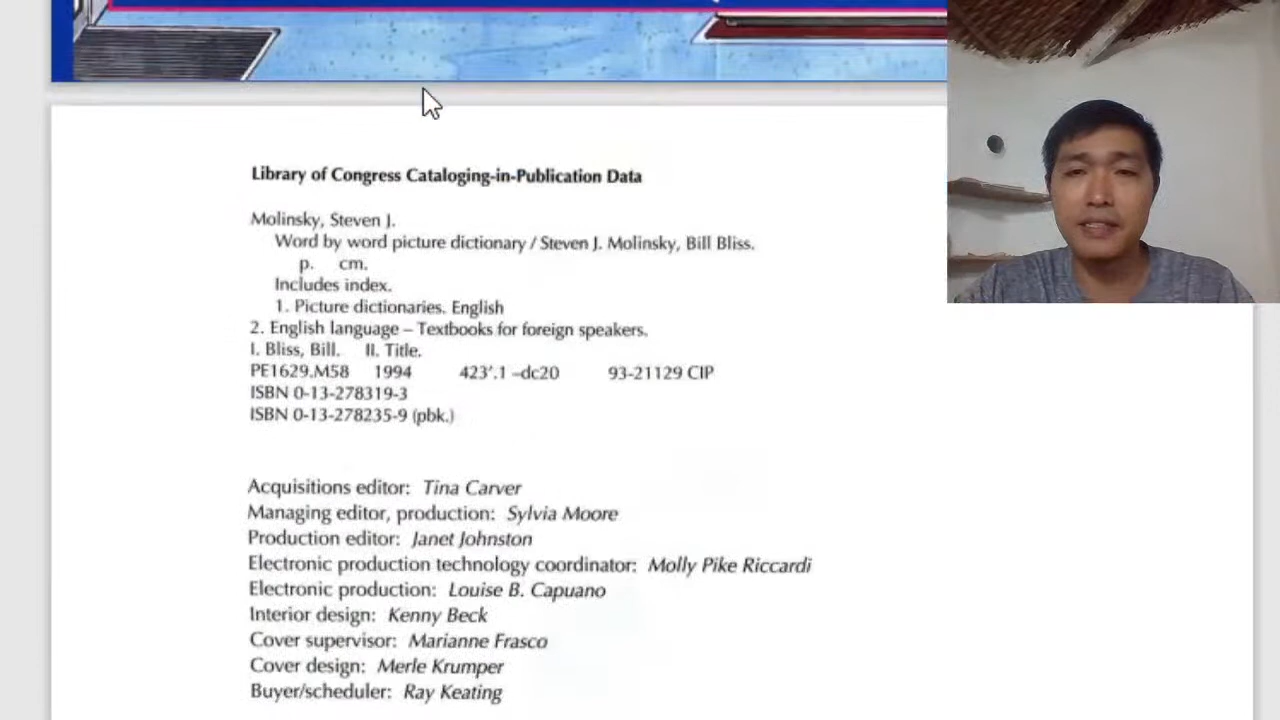 Library of Congress Cataloging-in-Publication Data
Molinsky, Steven J.
Word by word picture dictionary / Steven J. Molinsky, Bill Bliss.
p. cm.
Includes index.
1. Picture dictionaries. English
2. English language – Textbooks for foreign speakers.
I. Bliss, Bill. II. Title.
PE1629.M58 1994 423′.1 –dc20 93-21129 CIP
ISBN 0-13-278319-3
ISBN 0-13-278235-9 (pbk.)
Acquisitions editor: Tina Carver
Managing editor, production: Sylvia Moore
Production editor: Janet Johnston
Electronic production technology coordinator: Molly Pike Riccardi
Electronic production: Louise B. Capuano
Interior design: Kenny Beck
Cover supervisor: Marianne Frasco
Cover design: Merle Krumper
Buyer/scheduler: Ray Keating